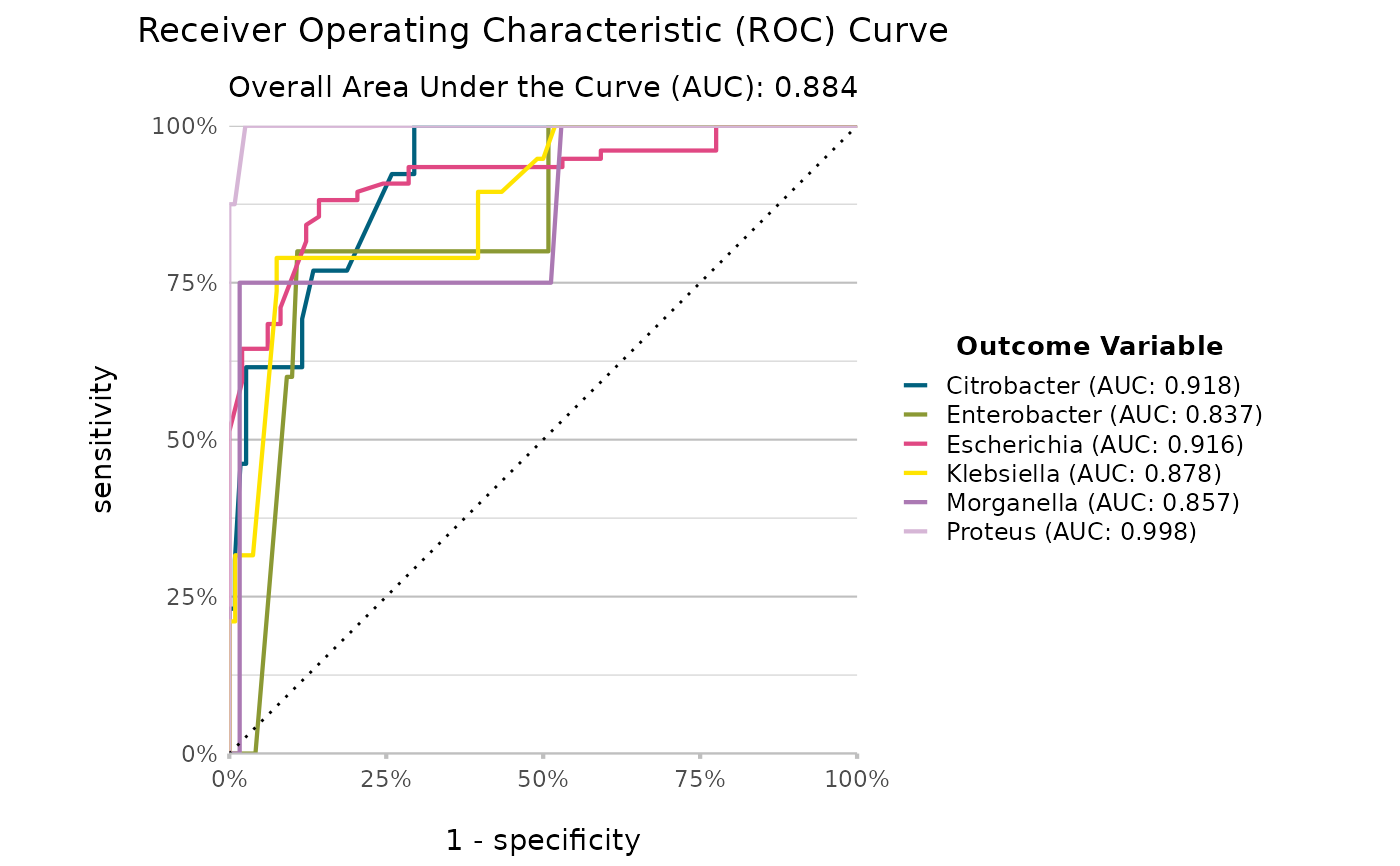 Receiver Operating Characteristic (ROC) Curve
Overall Area Under the Curve (AUC): 0.884
100%
75%
50%
25%
0%
sensitivity
0%
25%
50%
75%
100%
1 - specificity
Outcome Variable
Citrobacter (AUC: 0.918)
Enterobacter (AUC: 0.837)
Escherichia (AUC: 0.916)
Klebsiella (AUC: 0.878)
Morganella (AUC: 0.857)
Proteus (AUC: 0.998)